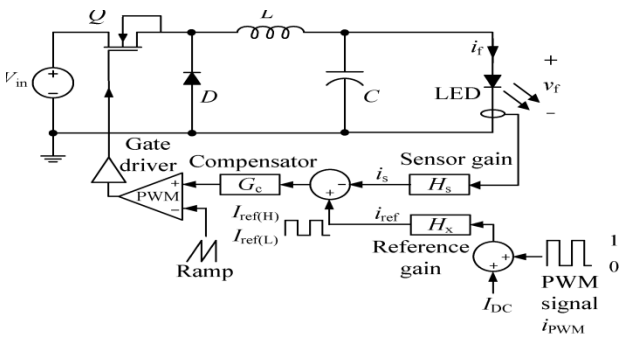 Q
L
V_in
+
−
D
C
i_f
LED
+
v_f
−
Gate driver
Compensator
Sensor gain
PWM
+
−
G_c
+
−
i_s
H_s
I_ref(H)
I_ref(L)
i_ref
H_x
Ramp
Reference gain
+
+
I_DC
1
0
PWM signal
i_PWM